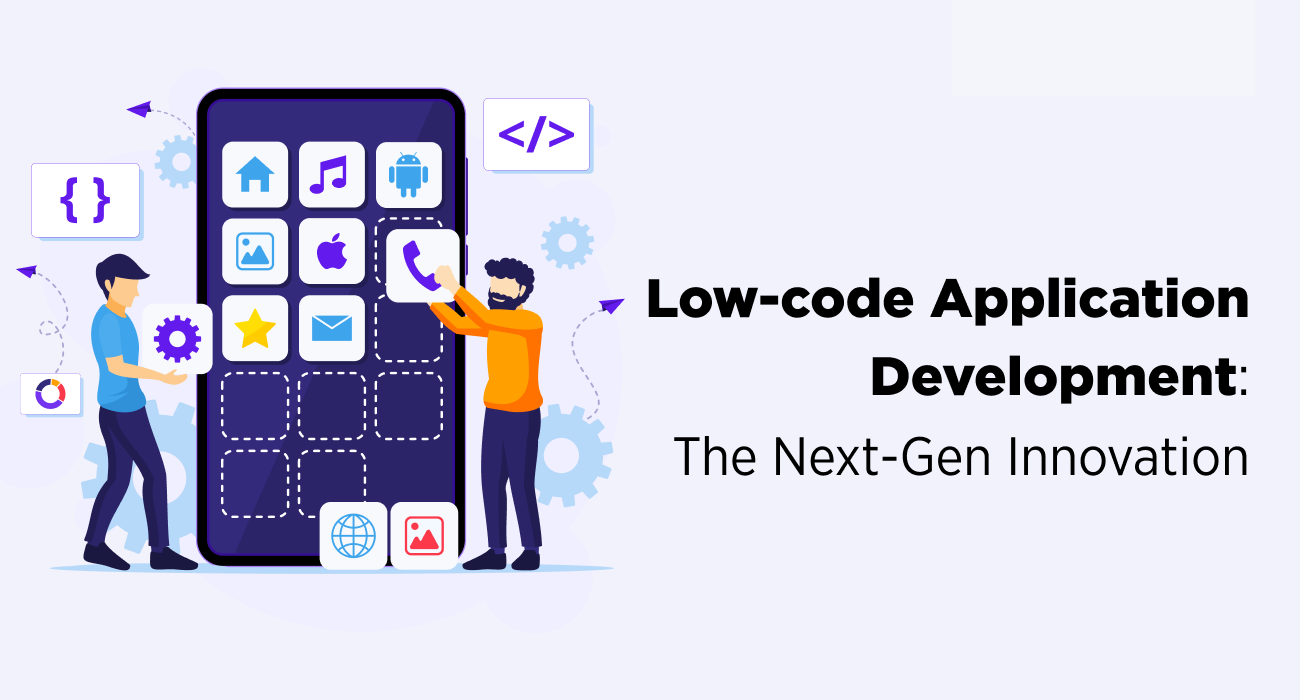 { }
</>
Low-code Application
Development:
The Next-Gen Innovation